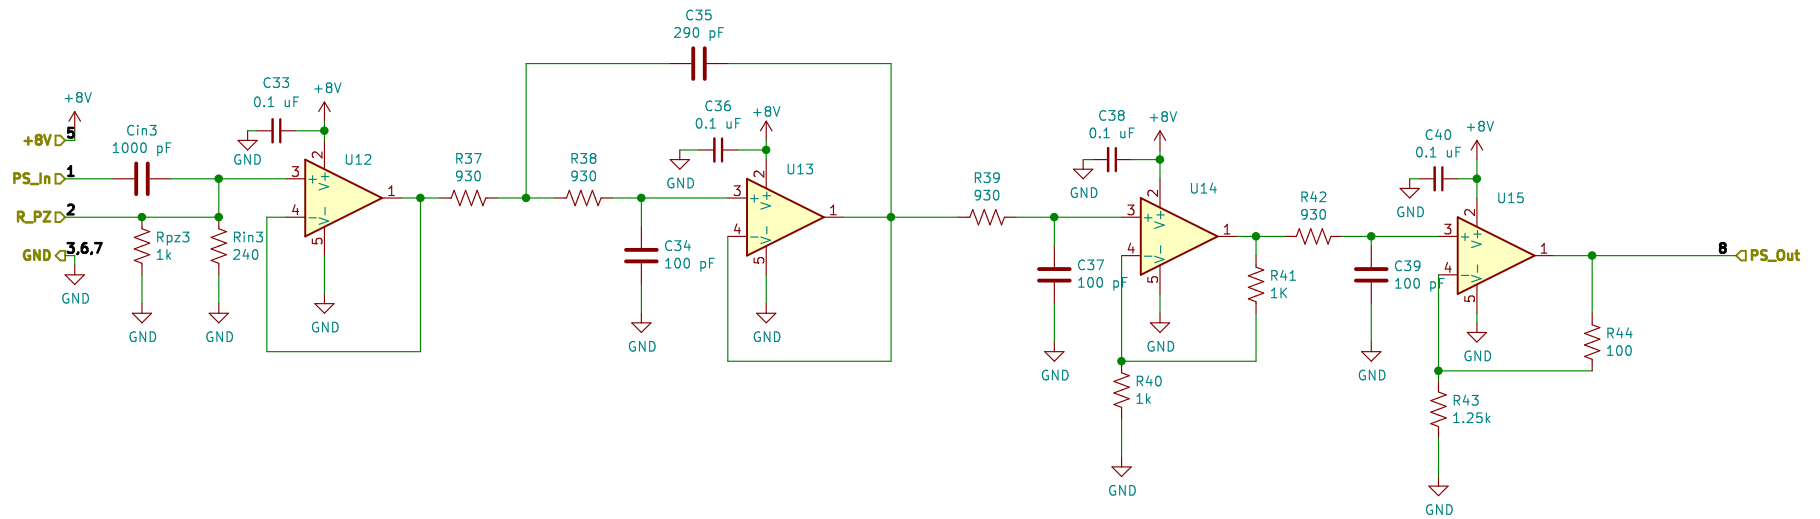 +8V
5
+8V
PS_In
1
R_PZ
2
GND
3,6,7
GND
Cin3
1000 pF
Rpz3
1k
GND
Rin3
240
GND
C33
0.1 uF
GND
+8V
U12
3
+
4
−
2
V+
V-
5
1
GND
R37
930
R38
930
C35
290 pF
C34
100 pF
GND
C36
0.1 uF
GND
+8V
U13
3
+
4
−
2
V+
V-
5
1
GND
R39
930
C37
100 pF
GND
C38
0.1 uF
GND
+8V
U14
3
+
4
−
2
V+
V-
5
1
GND
R41
1K
R40
1k
GND
R42
930
C39
100 pF
GND
C40
0.1 uF
GND
+8V
U15
3
+
4
−
2
V+
V-
5
1
GND
R44
100
R43
1.25k
GND
8
PS_Out